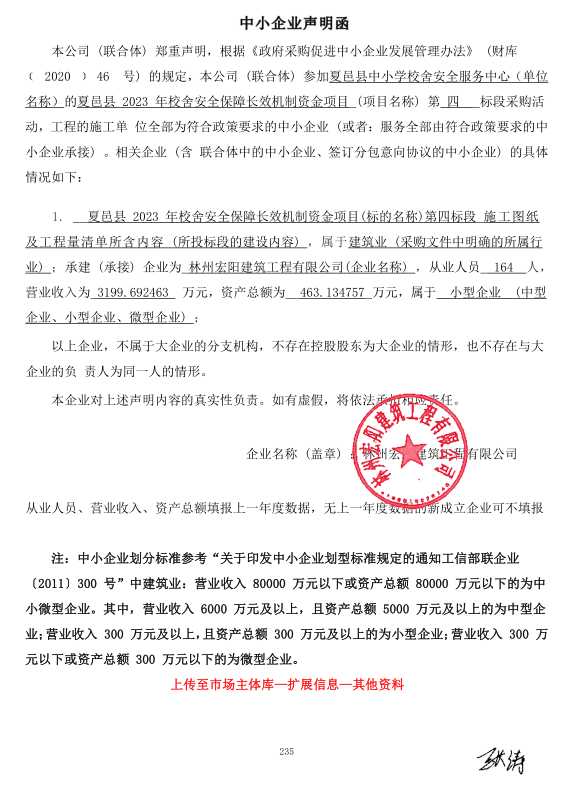 中小企业声明函
本公司 (联合体) 郑重声明，根据《政府采购促进中小企业发展管理办法》 (财库
﹝ 2020 ﹞ 46 号) 的规定，本公司 (联合体) 参加夏邑县中小学校舍安全服务中心（单位
名称）的夏邑县 2023 年校舍安全保障长效机制资金项目 (项目名称) 第 四 标段采购活
动，工程的施工单 位全部为符合政策要求的中小企业 (或者：服务全部由符合政策要求的中
小企业承接) 。相关企业 (含 联合体中的中小企业、签订分包意向协议的中小企业) 的具体
情况如下：
1. 夏邑县 2023 年校舍安全保障长效机制资金项目(标的名称)第四标段 施工图纸
及工程量清单所含内容 (所投标段的建设内容) ，属于建筑业 (采购文件中明确的所属行
业) ；承建 (承接) 企业为 林州宏阳建筑工程有限公司(企业名称) ，从业人员 164 人，
营业收入为 3199.692463 万元，资产总额为 463.134757 万元，属于 小型企业 (中型
企业、小型企业、微型企业) ；
以上企业，不属于大企业的分支机构，不存在控股股东为大企业的情形，也不存在与大
企业的负 责人为同一人的情形。
本企业对上述声明内容的真实性负责。如有虚假，将依法承担相应责任。
企业名称 (盖章) ：林州宏阳建筑工程有限公司
林州宏阳建筑工程有限公司
从业人员、营业收入、资产总额填报上一年度数据，无上一年度数据的新成立企业可不填报
注：中小企业划分标准参考“关于印发中小企业划型标准规定的通知工信部联企业
〔2011〕300 号”中建筑业：营业收入 80000 万元以下或资产总额 80000 万元以下的为中
小微型企业。其中，营业收入 6000 万元及以上，且资产总额 5000 万元及以上的为中型企
业；营业收入 300 万元及以上，且资产总额 300 万元及以上的为小型企业；营业收入 300 万
元以下或资产总额 300 万元以下的为微型企业。
上传至市场主体库—扩展信息—其他资料
235